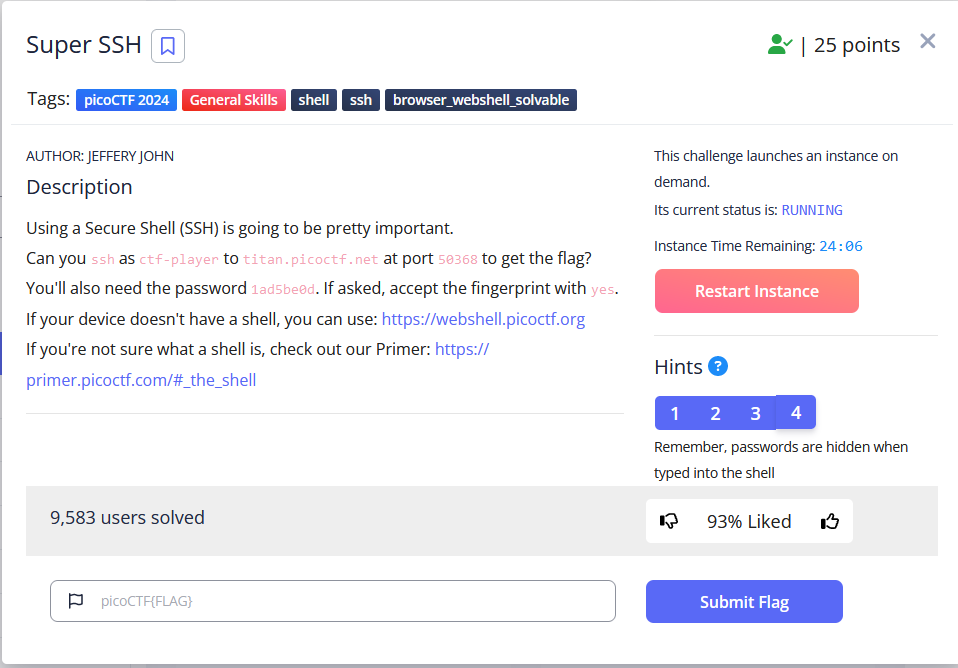 Super SSH
| 25 points
Tags: picoCTF 2024 General Skills shell ssh browser_webshell_solvable
AUTHOR: JEFFERY JOHN
Description
Using a Secure Shell (SSH) is going to be pretty important.
Can you ssh as ctf-player to titan.picoctf.net at port 50368 to get the flag?
You'll also need the password 1ad5be0d. If asked, accept the fingerprint with yes.
If your device doesn't have a shell, you can use: https://webshell.picoctf.org
If you're not sure what a shell is, check out our Primer: https://
primer.picoctf.com/#_the_shell
This challenge launches an instance on
demand.
Its current status is: RUNNING
Instance Time Remaining: 24:06
Restart Instance
Hints ?
1 2 3 4
Remember, passwords are hidden when
typed into the shell
9,583 users solved
93% Liked
picoCTF{FLAG}
Submit Flag